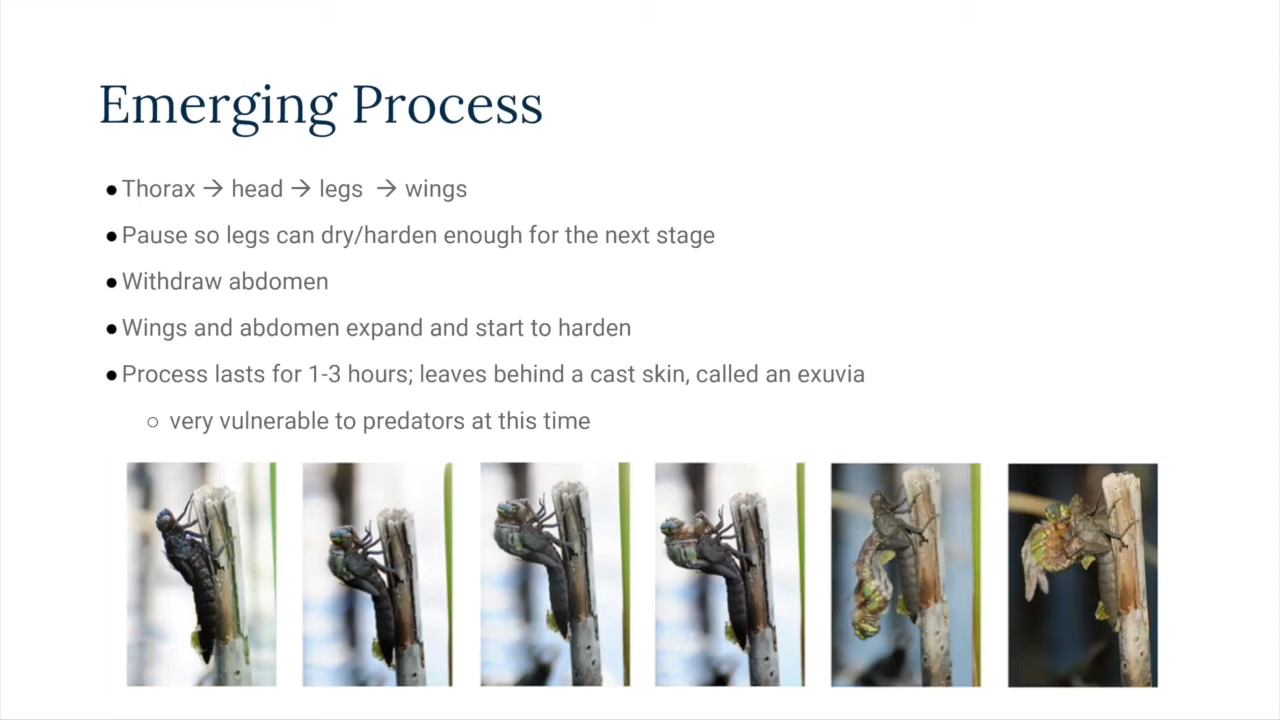 Emerging Process
● Thorax → head → legs → wings
● Pause so legs can dry/harden enough for the next stage
● Withdraw abdomen
● Wings and abdomen expand and start to harden
● Process lasts for 1-3 hours; leaves behind a cast skin, called an exuvia
○ very vulnerable to predators at this time